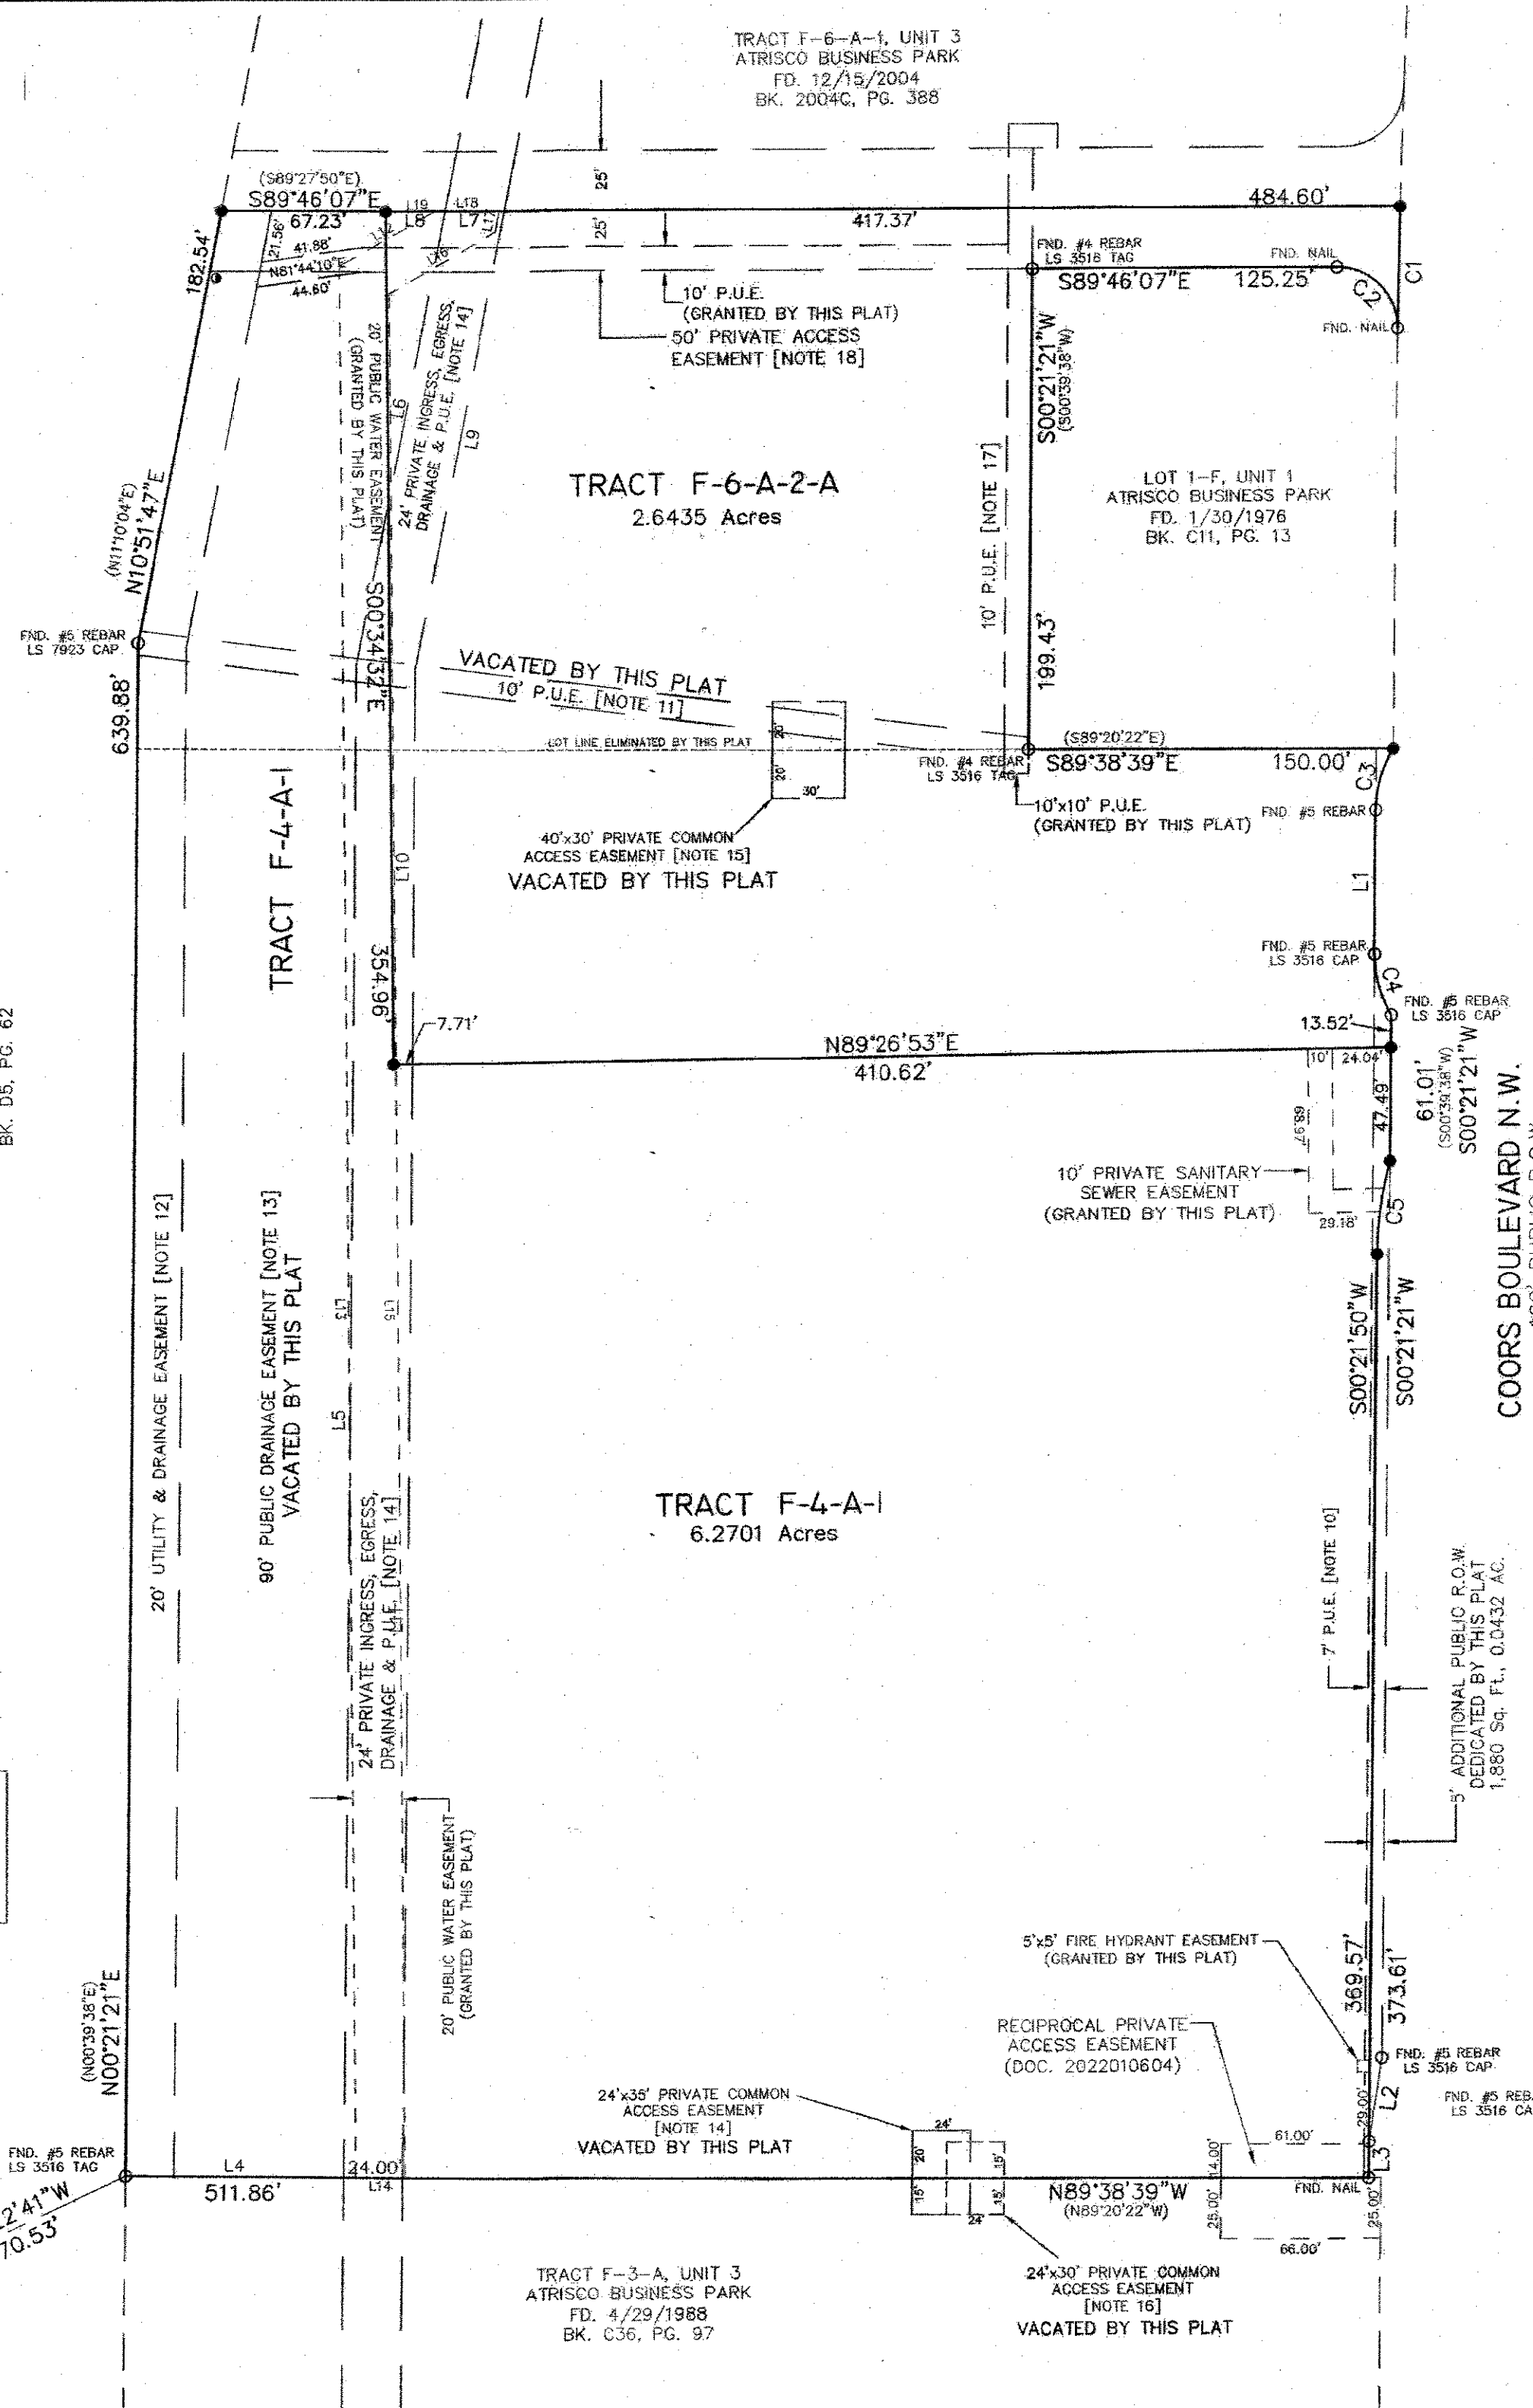 TRACT F-6-A-1, UNIT 3
ATRISCO BUSINESS PARK
FD. 12/15/2004
BK. 2004C, PG. 388
(S89°27'50"E)
S89°46'07"E
67.23'
L19
L8
L18
L7
L17
25'
25'
417.37'
484.60'
182.54'
21.56'
41.88'
N81°44'10"E
44.60'
L16
FND. #4 REBAR
LS 3516 TAG
FND. NAIL
S89°46'07"E 125.25'
C1
C2
FND. NAIL
10' P.U.E.
(GRANTED BY THIS PLAT)
50' PRIVATE ACCESS
EASEMENT [NOTE 18]
20' PUBLIC WATER EASEMENT
(GRANTED BY THIS PLAT)
24' PRIVATE INGRESS, EGRESS,
DRAINAGE & P.U.E. [NOTE 14]
L6
L9
S00°21'21"W
(S00°39'38"W)
199.43'
10' P.U.E. [NOTE 17]
TRACT F-6-A-2-A
2.6435 Acres
LOT 1-F, UNIT 1
ATRISCO BUSINESS PARK
FD. 1/30/1976
BK. C11, PG. 13
(N11°10'04"E)
N10°51'47"E
S00°34'32"E
FND. #5 REBAR
LS 7923 CAP
VACATED BY THIS PLAT
10' P.U.E. [NOTE 11]
639.88'
LOT LINE ELIMINATED BY THIS PLAT
20'
20'
30'
FND. #4 REBAR
LS 3516 TAG
(S89°20'22"E)
S89°38'39"E 150.00'
C3
10'x10' P.U.E.
(GRANTED BY THIS PLAT)
FND. #5 REBAR
40'x30' PRIVATE COMMON
ACCESS EASEMENT [NOTE 15]
VACATED BY THIS PLAT
TRACT F-4-A-1
L10
L1
354.96'
FND. #5 REBAR
LS 3516 CAP
C4
FND. #5 REBAR
LS 3516 CAP
7.71'
13.52'
N89°26'53"E
410.62'
10'
24.04'
47.49'
61.01'
(S00°39'38"W)
S00°21'21"W
BK. D5, PG. 62
68.97'
10' PRIVATE SANITARY
SEWER EASEMENT
(GRANTED BY THIS PLAT)
29.18'
C5
COORS BOULEVARD N.W.
20' UTILITY & DRAINAGE EASEMENT [NOTE 12]
90' PUBLIC DRAINAGE EASEMENT [NOTE 13]
VACATED BY THIS PLAT
L13
L15
L5
S00°21'50"W
S00°21'21"W
TRACT F-4-A-1
6.2701 Acres
24' PRIVATE INGRESS, EGRESS,
DRAINAGE & P.U.E. [NOTE 14]
7' P.U.E. [NOTE 10]
5' ADDITIONAL PUBLIC R.O.W.
DEDICATED BY THIS PLAT
1,880 Sq. Ft., 0.0432 AC.
20' PUBLIC WATER EASEMENT
(GRANTED BY THIS PLAT)
5'x5' FIRE HYDRANT EASEMENT
(GRANTED BY THIS PLAT)
369.57'
373.61'
(N00°39'38"E)
N00°21'21"E
RECIPROCAL PRIVATE
ACCESS EASEMENT
(DOC. 2022010604)
FND. #5 REBAR
LS 3516 CAP
L2
29.00'
FND. #5 REB
LS 3516 CA
24'x35' PRIVATE COMMON
ACCESS EASEMENT
[NOTE 14]
VACATED BY THIS PLAT
24'
20'
15'
15'
15'
24'
61.00'
14.00'
25.00'
L3
FND. #5 REBAR
LS 3516 TAG
L4
511.86'
24.00'
L14
N89°38'39"W
(N89°20'22"W)
FND. NAIL
25.00'
66.00'
2'41"W
70.53'
TRACT F-3-A, UNIT 3
ATRISCO BUSINESS PARK
FD. 4/29/1988
BK. C36, PG. 97
24'x30' PRIVATE COMMON
ACCESS EASEMENT
[NOTE 16]
VACATED BY THIS PLAT